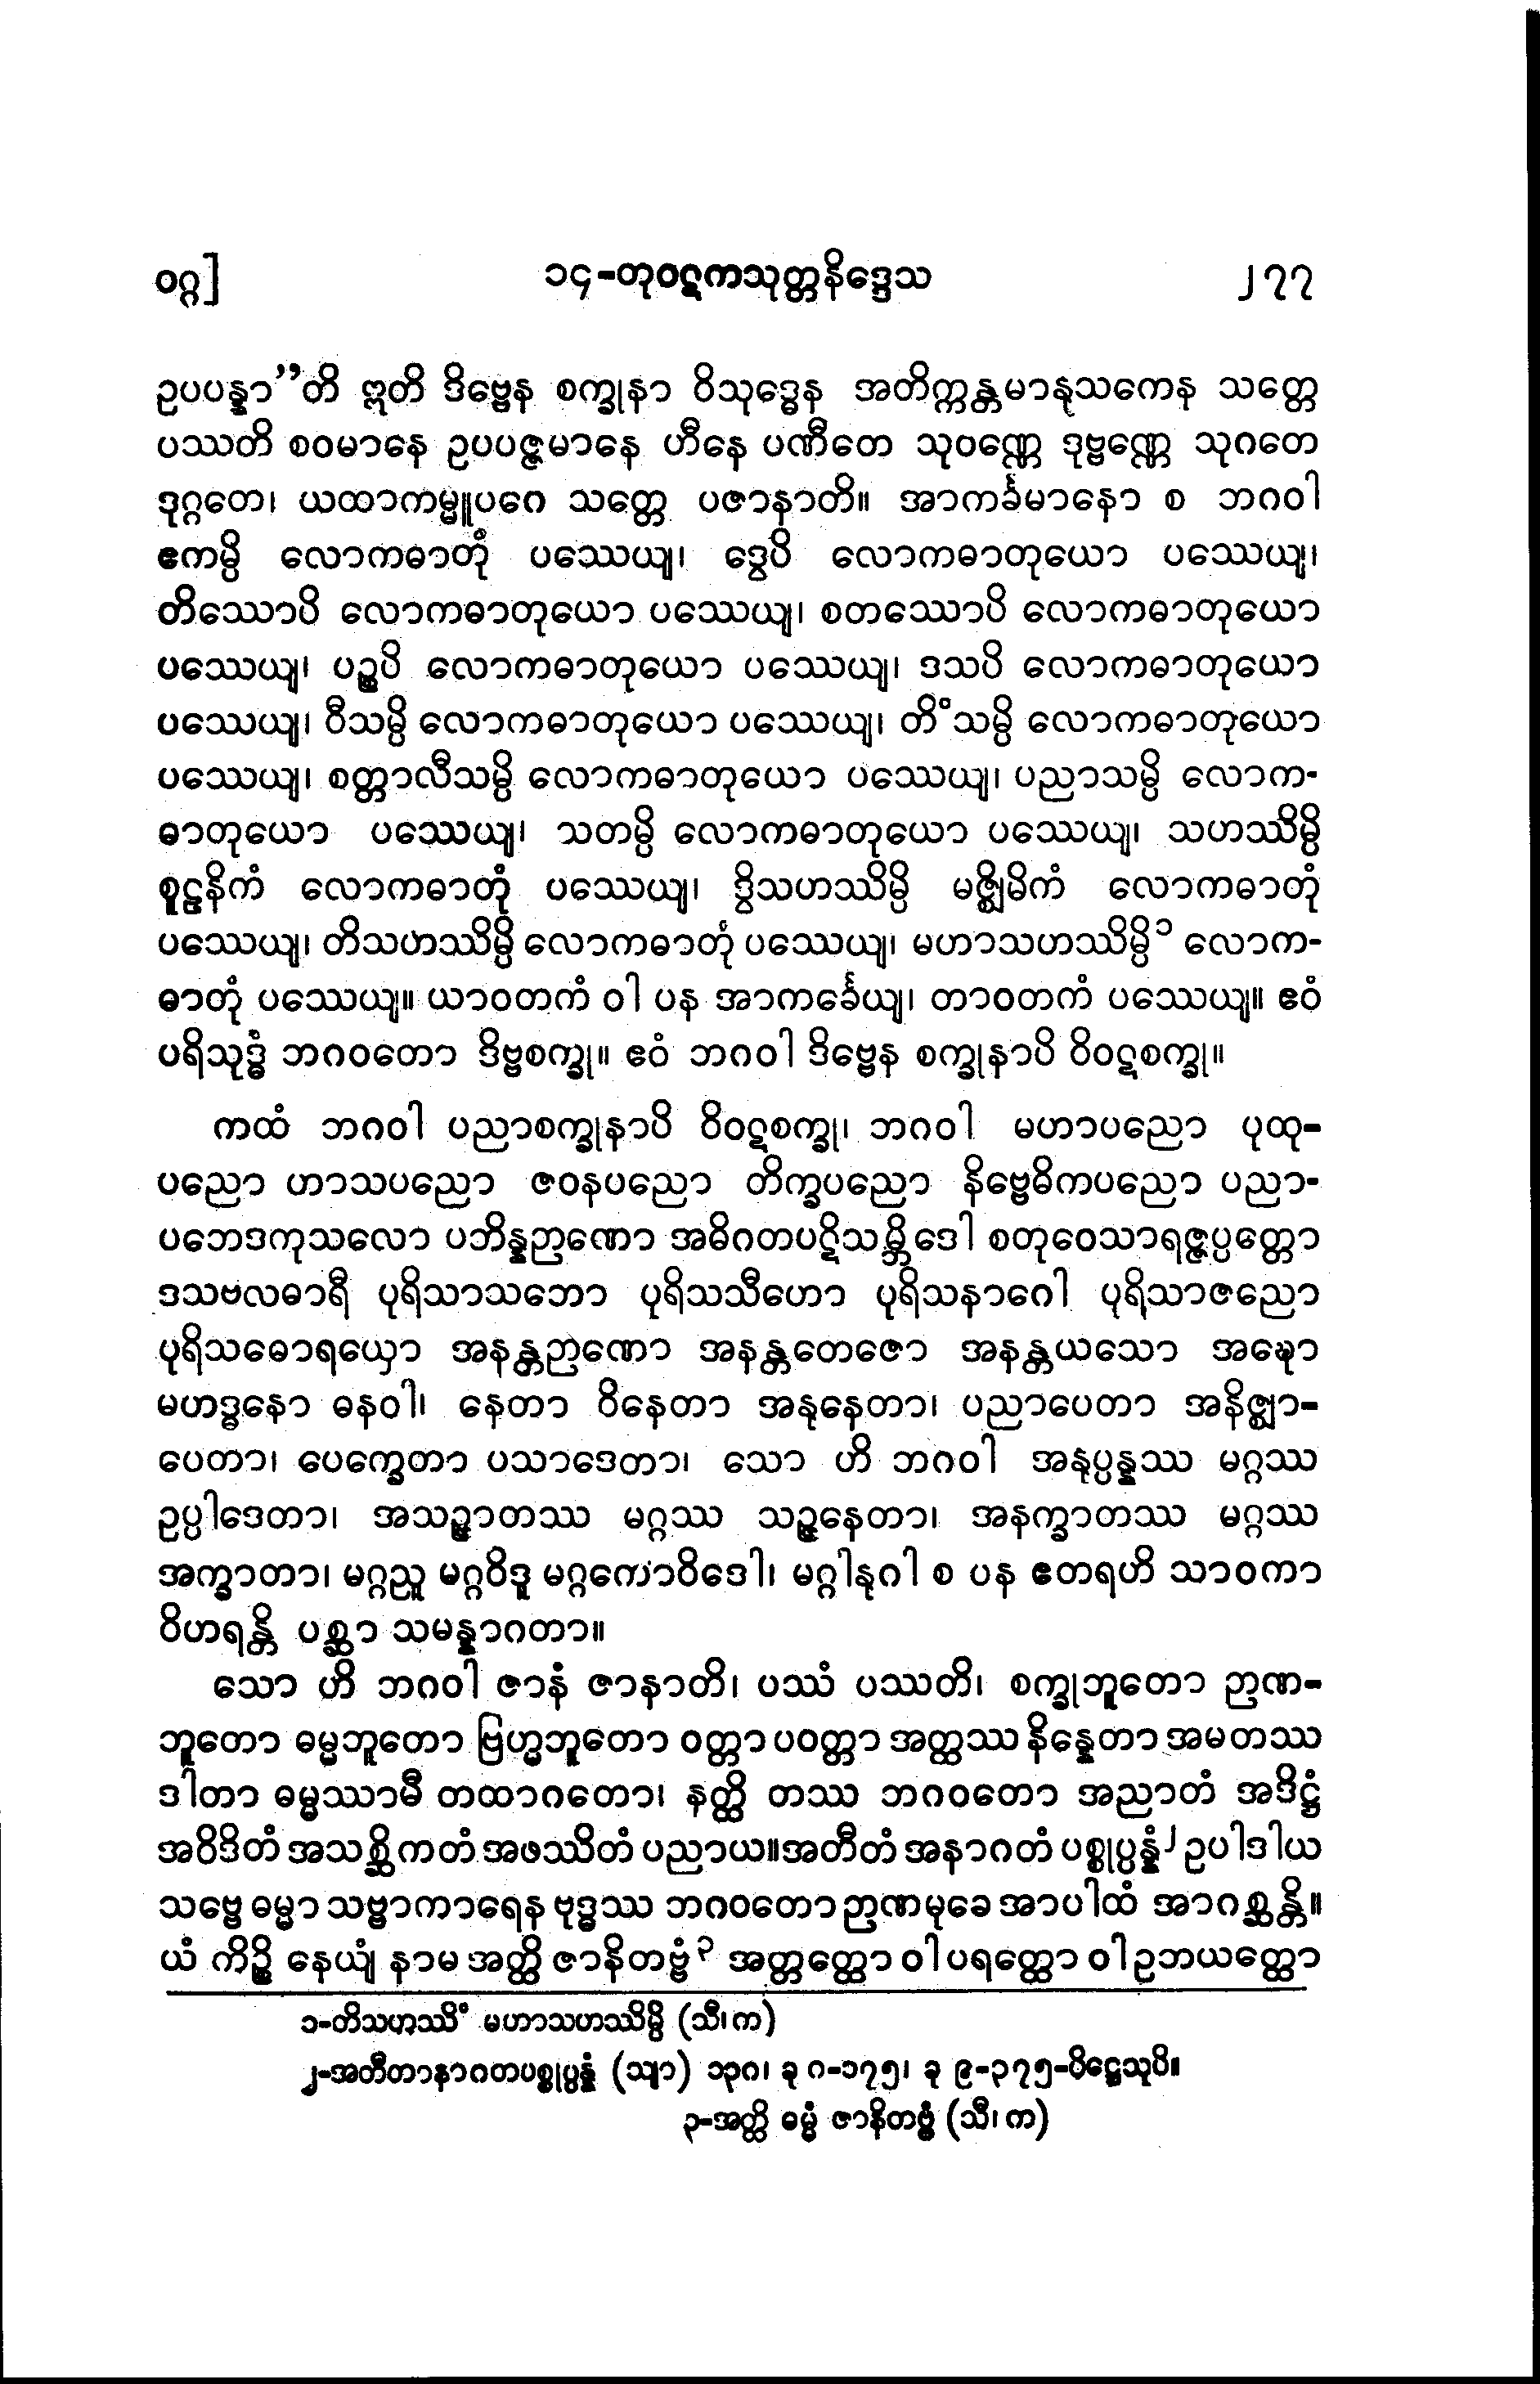 ဝဂ္ဂ] ၁၄-တုဝဋ္ဋကသုတ္တနိဒ္ဒေသ ၂၇၇
ဥပပန္နာ”တိ ဣတိ ဒိဗ္ဗေန စက္ခုနာ ဝိသုဒ္ဓေန အတိက္ကန္တမာနုသကေန သတ္တေ
ပဿတိ စဝမာနေ ဥပပဇ္ဇမာနေ ဟီနေ ပဏီတေ သုဝဏ္ဏေ ဒုဗ္ဗဏ္ဏေ သုဂတေ
ဒုဂ္ဂတေ၊ ယထာကမ္မူပဂေ သတ္တေ ပဇာနာတိ။ အာကင်္ခမာနော စ ဘဂဝါ
ဧကမ္ပိ လောကဓာတုံ ပဿေယျ၊ ဒွေပိ လောကဓာတုယော ပဿေယျ၊
တိဿောပိ လောကဓာတုယော ပဿေယျ၊ စတဿောပိ လောကဓာတုယော
ပဿေယျ၊ ပဉ္စပိ လောကဓာတုယော ပဿေယျ၊ ဒသပိ လောကဓာတုယော
ပဿေယျ၊ ဝီသမ္ပိ လောကဓာတုယော ပဿေယျ၊ တိံသမ္ပိ လောကဓာတုယော
ပဿေယျ၊ စတ္တာလီသမ္ပိ လောကဓာတုယော ပဿေယျ၊ ပညာသမ္ပိ လောက-
ဓာတုယော ပဿေယျ၊ သတမ္ပိ လောကဓာတုယော ပဿေယျ၊ သဟဿိမ္ပိ
စူဠနိကံ လောကဓာတုံ ပဿေယျ၊ ဒွိသဟဿိမ္ပိ မဇ္ဈိမိကံ လောကဓာတုံ
ပဿေယျ၊ တိသဟဿိမ္ပိ လောကဓာတုံ ပဿေယျ၊ မဟာသဟဿိမ္ပိ၁ လောက-
ဓာတုံ ပဿေယျ။ ယာဝတကံ ဝါ ပန အာကင်္ခေယျ၊ တာဝတကံ ပဿေယျ။ ဧဝံ
ပရိသုဒ္ဓံ ဘဂဝတော ဒိဗ္ဗစက္ခု။ ဧဝံ ဘဂဝါ ဒိဗ္ဗေန စက္ခုနာပိ ဝိဝဋစက္ခု။
ကထံ ဘဂဝါ ပညာစက္ခုနာပိ ဝိဝဋစက္ခု၊ ဘဂဝါ မဟာပညော ပုထု-
ပညော ဟာသပညော ဇဝနပညော တိက္ခပညော နိဗ္ဗေဓိကပညော ပညာ-
ပဘေဒကုသလော ပဘိန္နဉာဏော အဓိဂတပဋိသမ္ဘိဒေါ စတုဝေသာရဇ္ဇပ္ပတ္တော
ဒသဗလဓာရီ ပုရိသာသဘော ပုရိသသီဟော ပုရိသနာဂေါ ပုရိသာဇညော
ပုရိသဓောရယှော အနန္တဉာဏော အနန္တတေဇော အနန္တယသော အဍ္ဎော
မဟဒ္ဓနော ဓနဝါ၊ နေတာ ဝိနေတာ အနုနေတာ၊ ပညာပေတာ အနိဇ္ဈာ-
ပေတာ၊ ပေက္ခေတာ ပသာဒေတာ၊ သော ဟိ ဘဂဝါ အနုပ္ပန္နဿ မဂ္ဂဿ
ဥပ္ပါဒေတာ၊ အသဉ္ဇာတဿ မဂ္ဂဿ သဉ္ဇနေတာ၊ အနက္ခာတဿ မဂ္ဂဿ
အက္ခာတာ၊ မဂ္ဂညူ မဂ္ဂဝိဒူ မဂ္ဂကောဝိဒေါ၊ မဂ္ဂါနုဂါ စ ပန ဧတရဟိ သာဝကာ
ဝိဟရန္တိ ပစ္ဆာ သမန္နာဂတာ။
သော ဟိ ဘဂဝါ ဇာနံ ဇာနာတိ၊ ပဿံ ပဿတိ၊ စက္ခုဘူတော ဉာဏ-
ဘူတော ဓမ္မဘူတော ဗြဟ္မဘူတော ဝတ္တာ ပဝတ္တာ အတ္ထဿ နိန္နေတာ အမတဿ
ဒါတာ ဓမ္မဿာမီ တထာဂတော၊ နတ္ထိ တဿ ဘဂဝတော အညာတံ အဒိဋ္ဌံ
အဝိဒိတံ အသစ္ဆိကတံ အဖဿိတံ ပညာယ။ အတီတံ အနာဂတံ ပစ္စုပ္ပန္နံ၂ ဥပါဒါယ
သဗ္ဗေ ဓမ္မာ သဗ္ဗာကာရေန ဗုဒ္ဓဿ ဘဂဝတော ဉာဏမုခေ အာပါထံ အာဂစ္ဆန္တိ။
ယံ ကိဉ္စိ နေယျံ နာမ အတ္ထိ ဇာနိတဗ္ဗံ၃ အတ္တတ္ထော ဝါ ပရတ္ထော ဝါ ဥဘယတ္ထော
၁-တိသဟဿိံ မဟာသဟဿိမ္ပိ (သီ၊ က)
၂-အတီတာနာဂတပစ္စုပ္ပန္နံ (သျာ) ၁၃၈၊ ခု ၈-၁၇၅၊ ခု ၉-၃၇၅-ပိဋ္ဌေသုပိ။
၃-အတ္ထိ ဓမ္မံ ဇာနိတဗ္ဗံ (သီ၊ က)